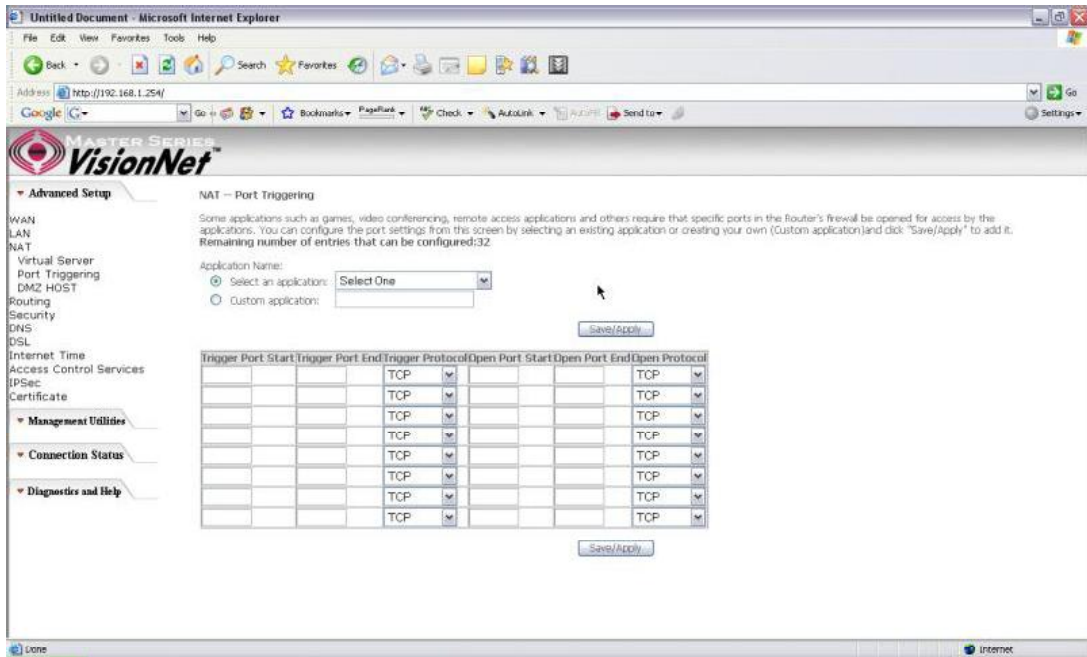 Untitled Document - Microsoft Internet Explorer
File Edit View Favorites Tools Help
Back Search Favorites
Address http://192.168.1.254/ Go
Google G Go Bookmarks PageRank Check AutoLink AutoFill Send to Settings
MASTER SERIES
VisionNet™
Advanced Setup
WAN
LAN
NAT
Virtual Server
Port Triggering
DMZ HOST
Routing
Security
DNS
DSL
Internet Time
Access Control Services
IPSec
Certificate
Management Utilities
Connection Status
Diagnostics and Help
NAT -- Port Triggering
Some applications such as games, video conferencing, remote access applications and others require that specific ports in the Router's firewall be opened for access by the
applications. You can configure the port settings from this screen by selecting an existing application or creating your own (Custom application)and click "Save/Apply" to add it.
Remaining number of entries that can be configured:32
Application Name:
Select an application: Select One
Custom application:
Save/Apply
Trigger Port Start Trigger Port End Trigger Protocol Open Port Start Open Port End Open Protocol
TCP TCP
TCP TCP
TCP TCP
TCP TCP
TCP TCP
TCP TCP
TCP TCP
TCP TCP
Save/Apply
Done Internet